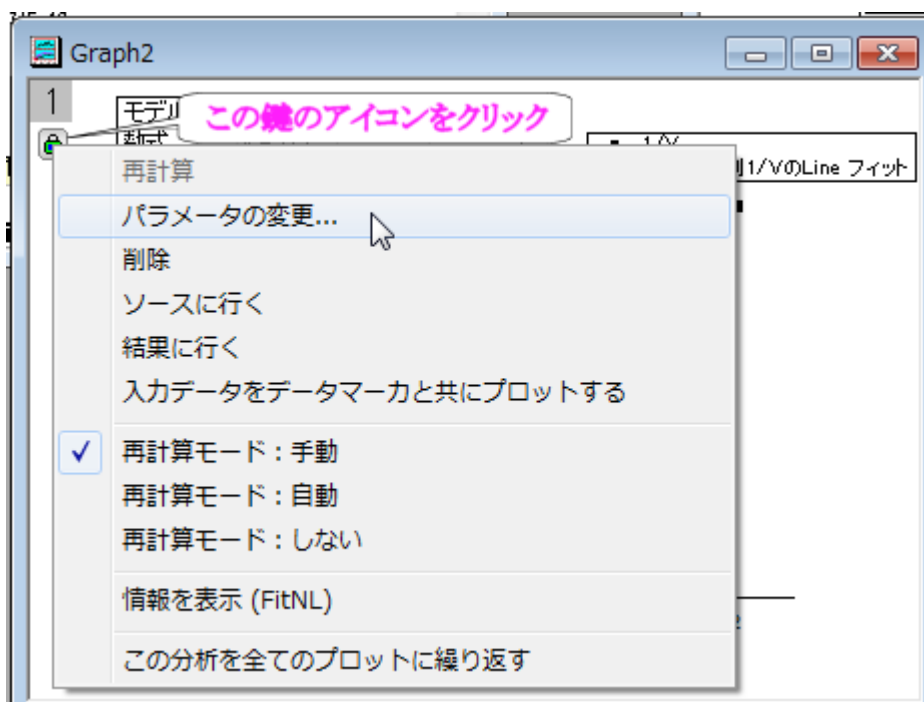 Graph2
1
モデル
この鍵のアイコンをクリック
数式
1/V
列1/VのLine フィット
再計算
パラメータの変更...
削除
ソースに行く
結果に行く
入力データをデータマーカと共にプロットする
再計算モード：手動
再計算モード：自動
再計算モード：しない
情報を表示 (FitNL)
この分析を全てのプロットに繰り返す